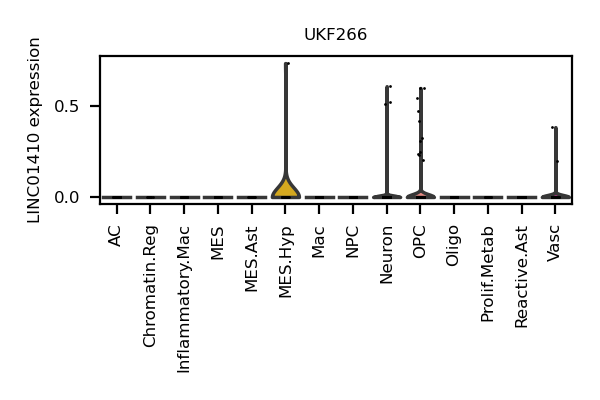 UKF266
LINC01410 expression
0.5
0.0
AC
Chromatin.Reg
Inflammatory.Mac
MES
MES.Ast
MES.Hyp
Mac
NPC
Neuron
OPC
Oligo
Prolif.Metab
Reactive.Ast
Vasc